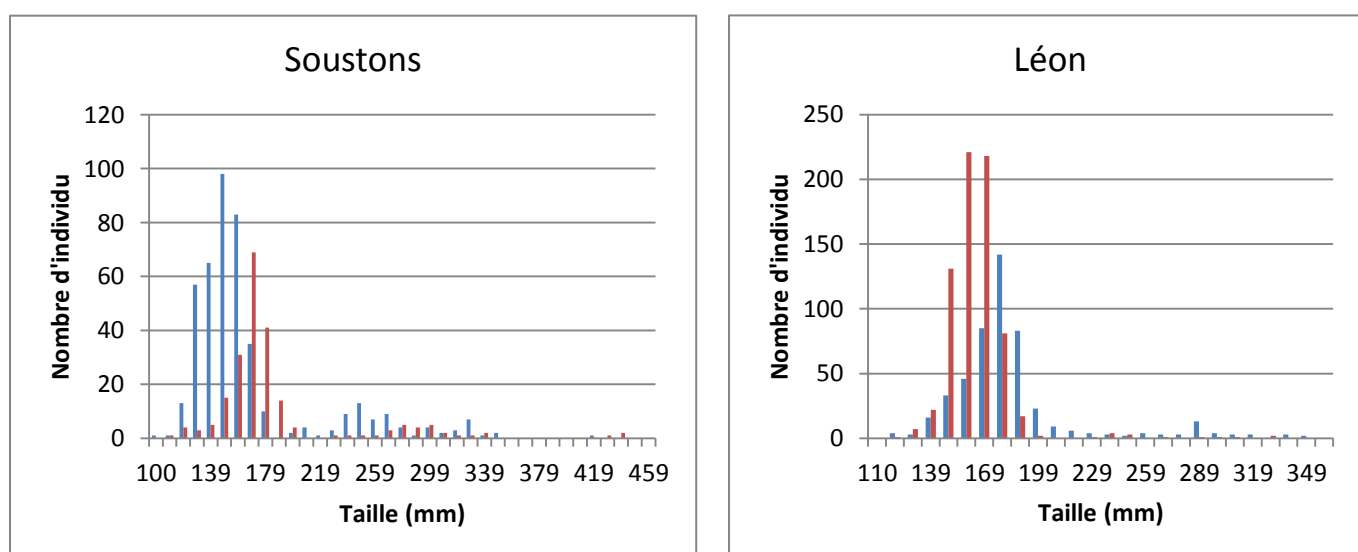 Soustons
120
100
80
60
40
20
0
Nombre d'individu
100 139 179 219 259 299 339 379 419 459
Taille (mm)
Léon
250
200
150
100
50
0
Nombre d'individu
110 139 169 199 229 259 289 319 349
Taille (mm)